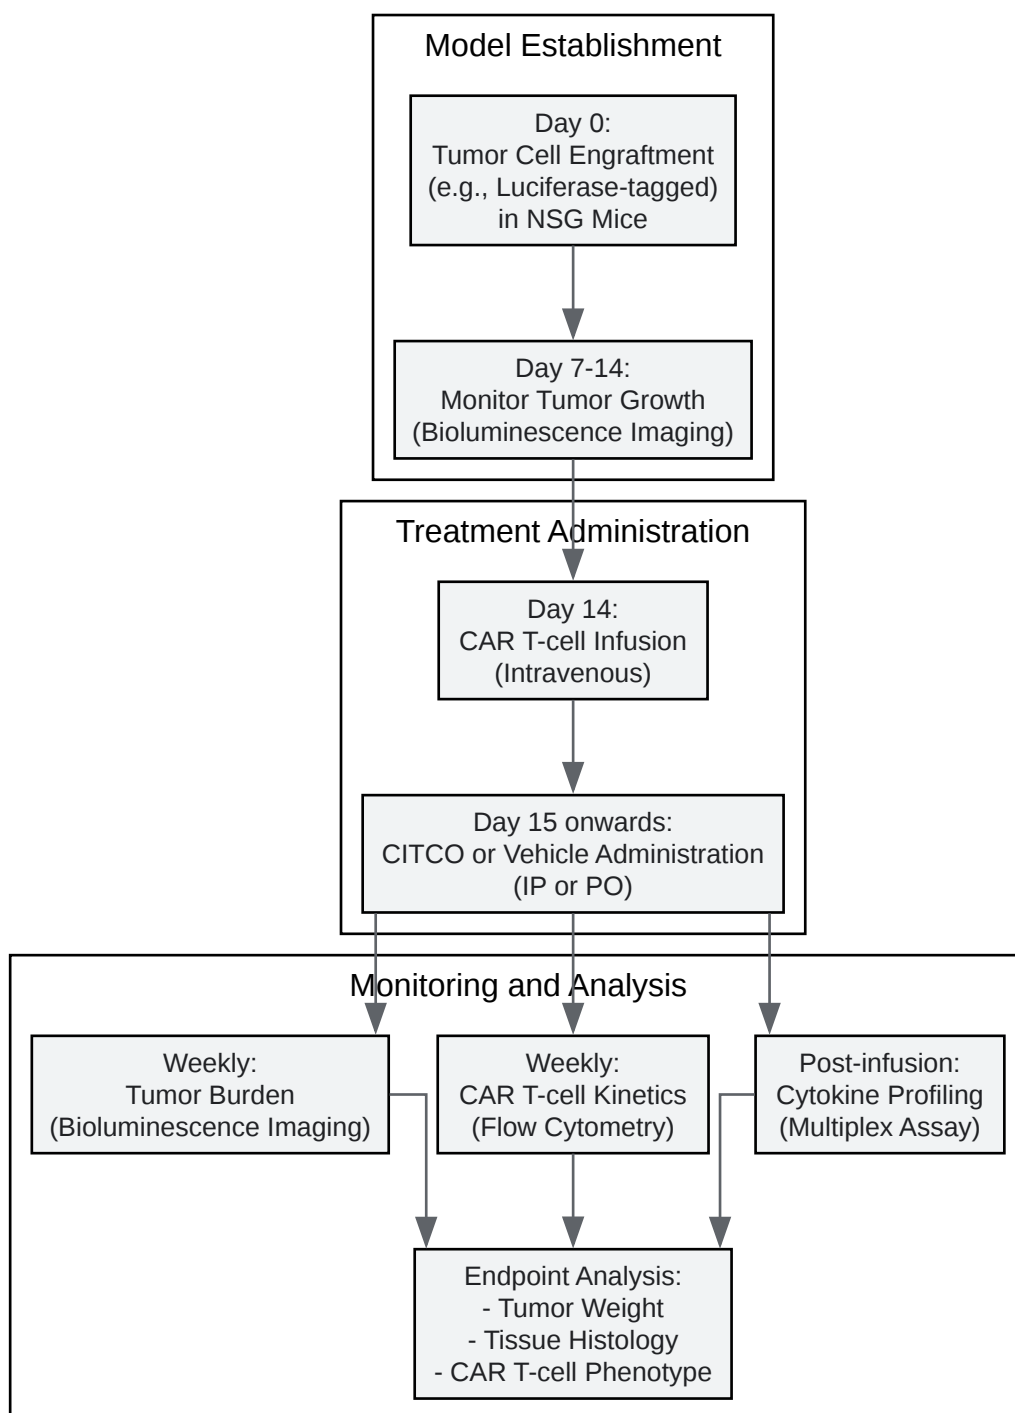 Model Establishment
Day 0:
Tumor Cell Engraftment
(e.g., Luciferase-tagged)
in NSG Mice
Day 7-14:
Monitor Tumor Growth
(Bioluminescence Imaging)
Treatment Administration
Day 14:
CAR T-cell Infusion
(Intravenous)
Day 15 onwards:
CITCO or Vehicle Administration
(IP or PO)
Monitoring and Analysis
Weekly:
Tumor Burden
(Bioluminescence Imaging)
Weekly:
CAR T-cell Kinetics
(Flow Cytometry)
Post-infusion:
Cytokine Profiling
(Multiplex Assay)
Endpoint Analysis:
- Tumor Weight
- Tissue Histology
- CAR T-cell Phenotype